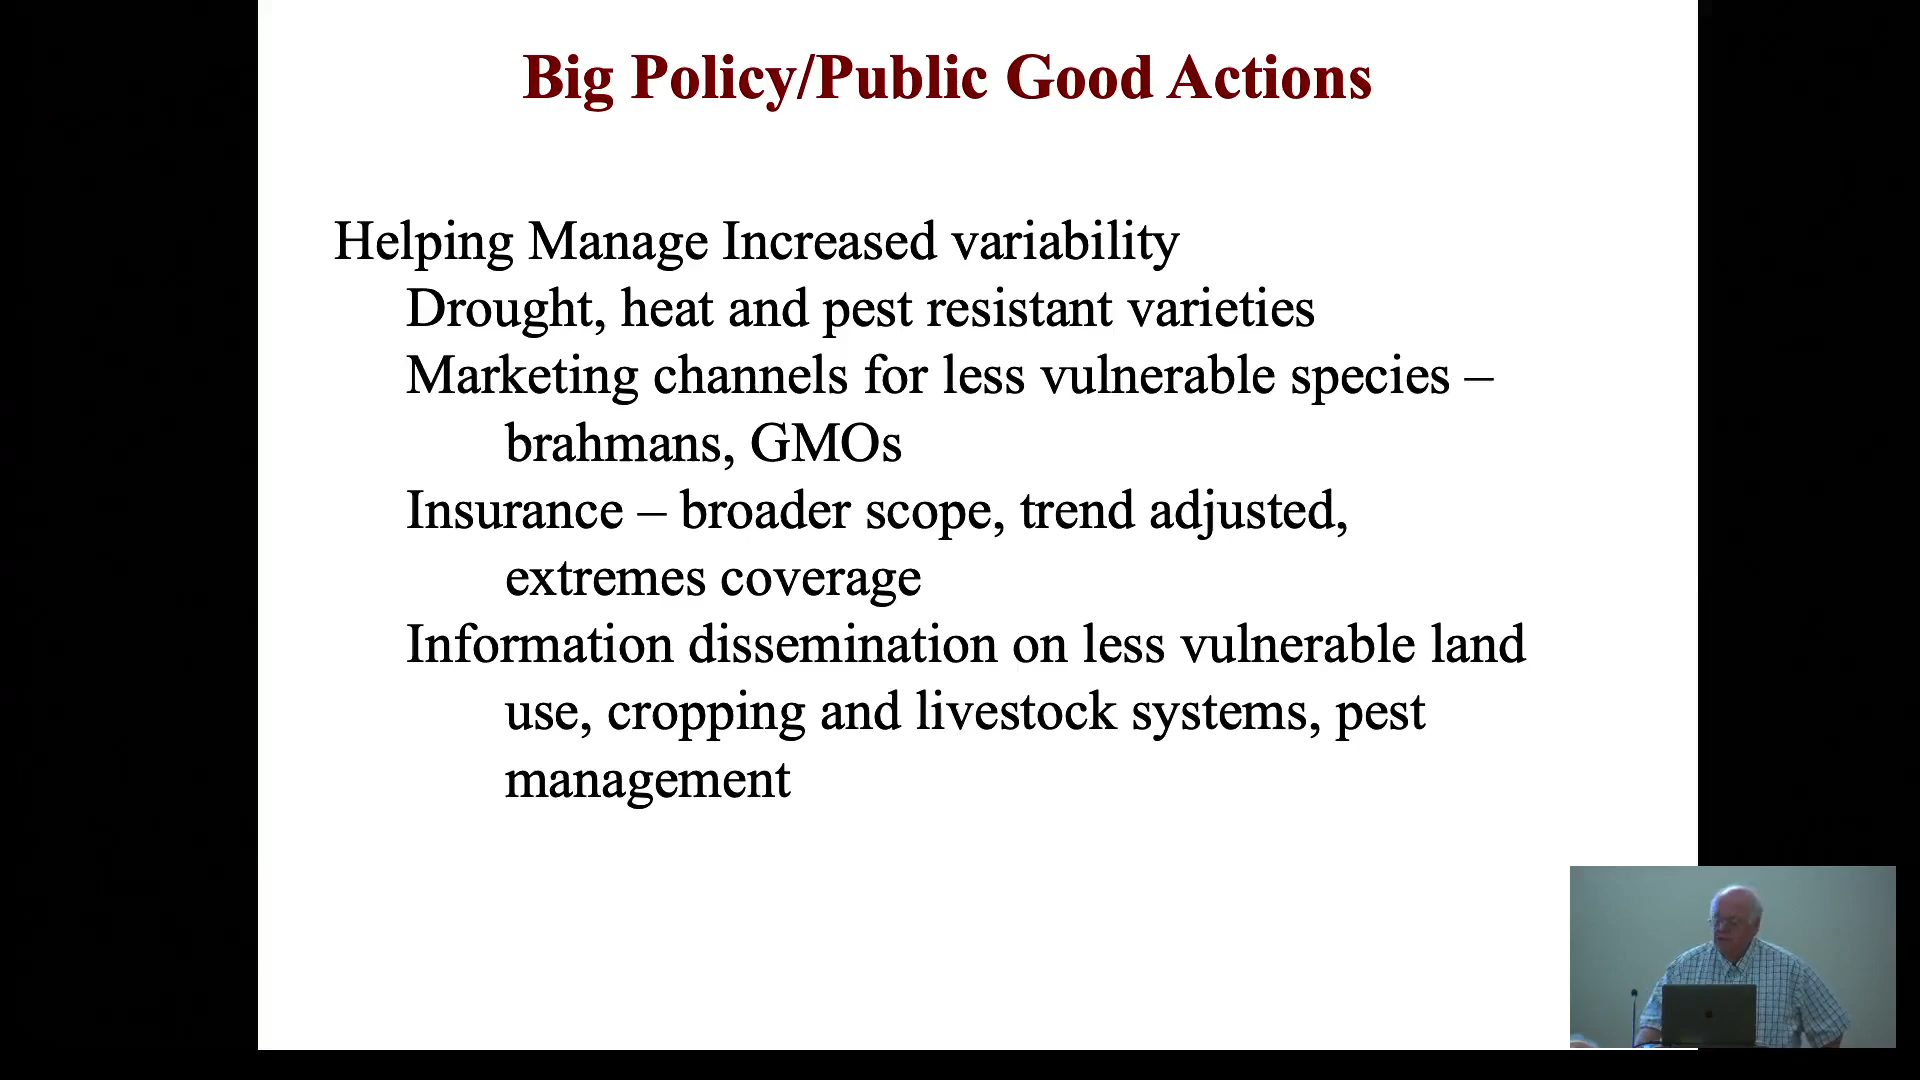 Big Policy/Public Good Actions
Helping Manage Increased variability
Drought, heat and pest resistant varieties
Marketing channels for less vulnerable species –
brahmans, GMOs
Insurance – broader scope, trend adjusted,
extremes coverage
Information dissemination on less vulnerable land
use, cropping and livestock systems, pest
management